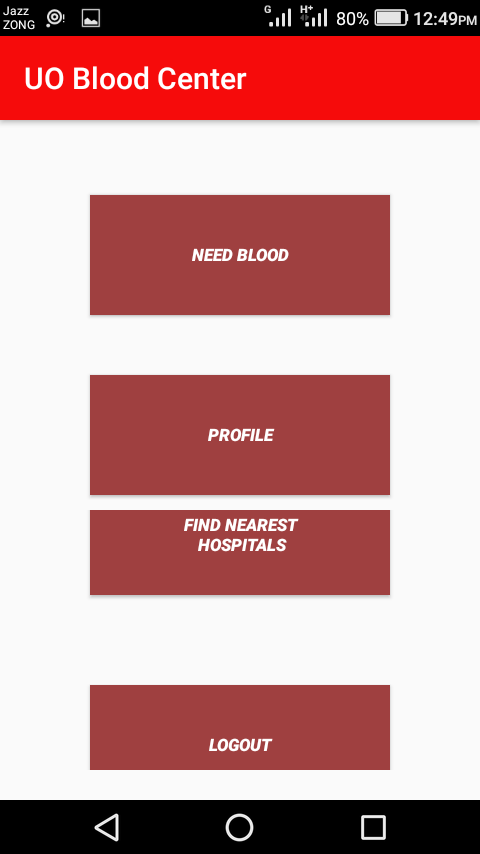 Jazz
ZONG
G
H+
80%
12:49PM
UO Blood Center
NEED BLOOD
PROFILE
FIND NEAREST
HOSPITALS
LOGOUT